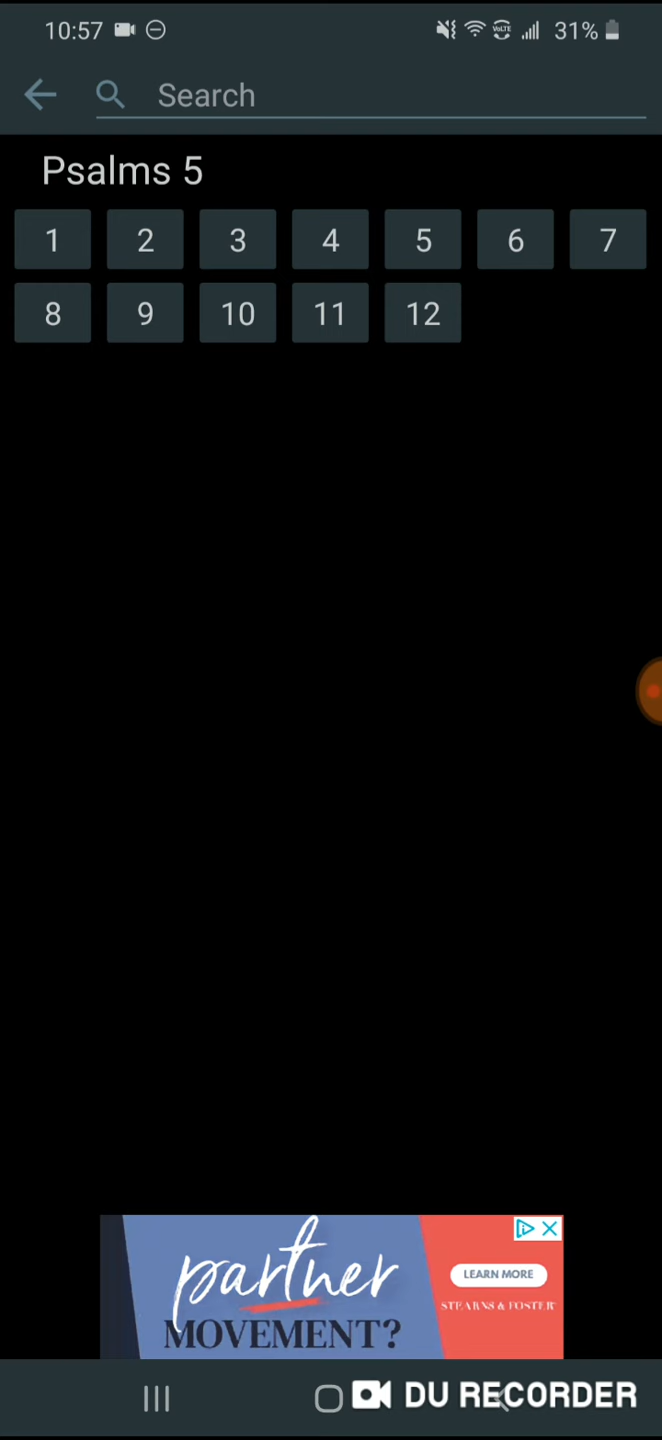 10:57
VoLTE
31%
Search
Psalms 5
1 2 3 4 5 6 7
8 9 10 11 12
partner
MOVEMENT?
LEARN MORE
STEARNS & FOSTER
DU RECORDER